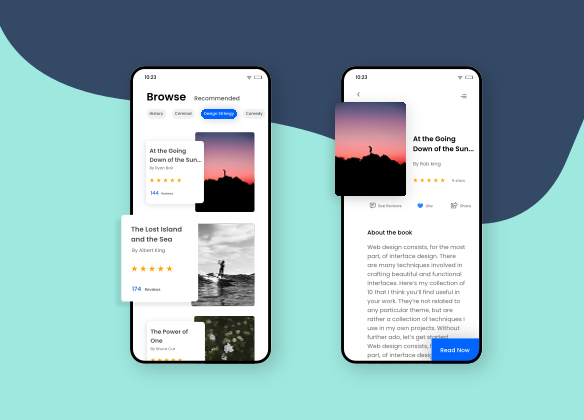 10:23
Browse Recommended
History Criminal Design Strtergy Comedy
At the Going
Down of the Sun...
By Ryan Roll
144 Reviews
The Lost Island
and the Sea
By Albert King
174 Reviews
The Power of
One
By Bruce Cut
10:23
At the Going
Down of the Sun...
By Rob King
5 stars
See Reviews like Share
About the book
Web design consists, for the most
part, of interface design. There
are many techniques involved in
crafting beautiful and functional
interfaces. Here's my collection of
10 that I think you'll find useful in
your work. They're not related to
any particular theme, but are
rather a collection of techniques I
use in my own projects. Without
further ado, let's get started.
Web design consists,
part, of interface desig
Read Now